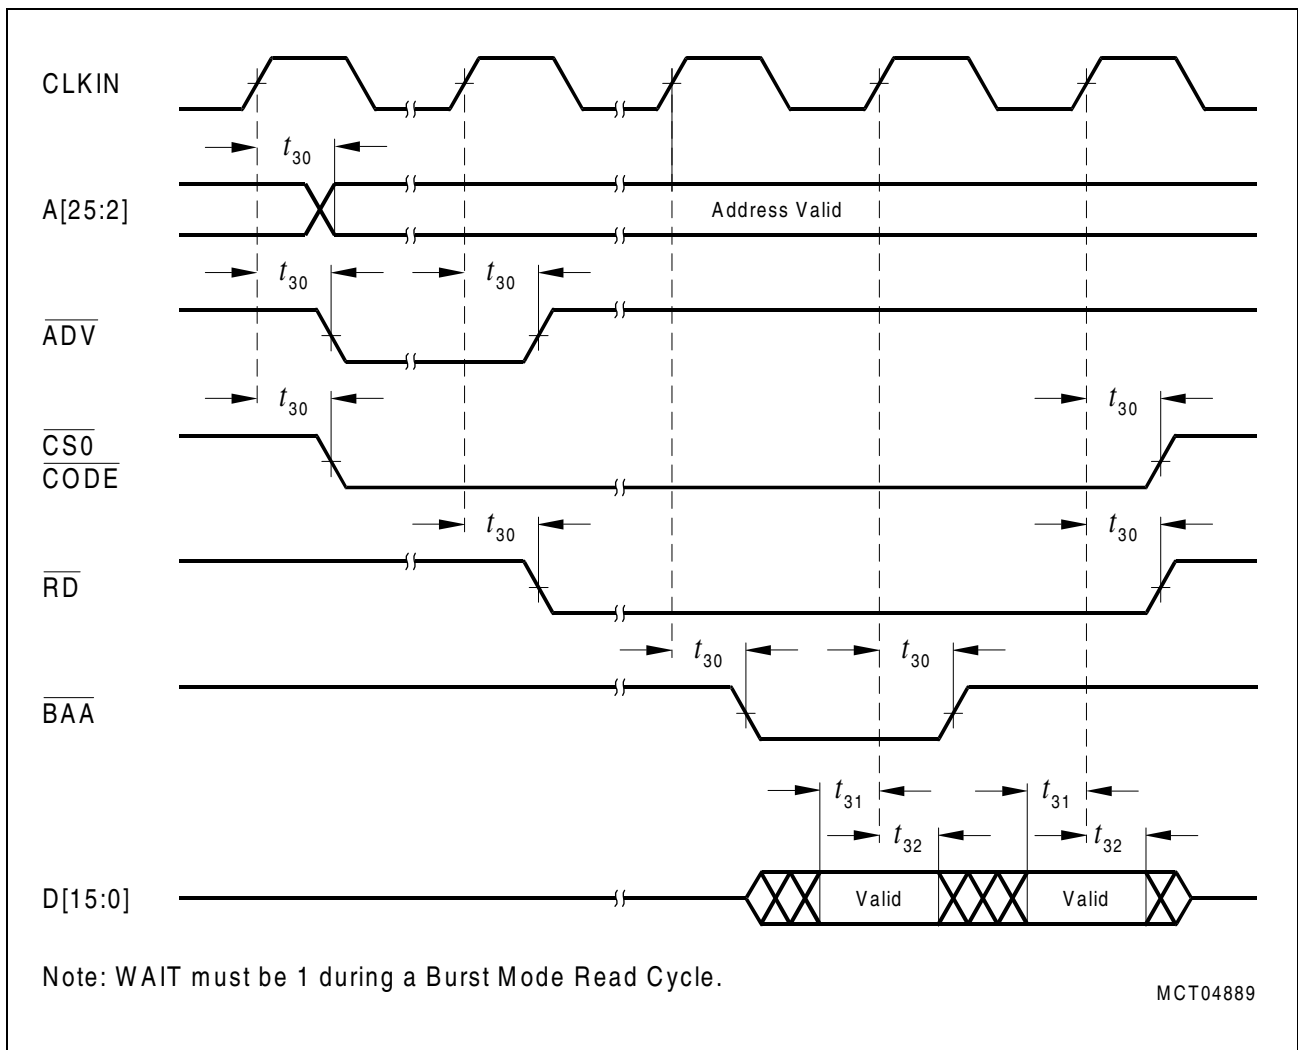 CLKIN
t30
A[25:2]
Address Valid
t30 t30
ADV
t30 t30
CS0
CODE
t30 t30
RD
t30 t30
BAA
t31 t31
t32 t32
D[15:0] Valid Valid
Note: WAIT must be 1 during a Burst Mode Read Cycle.
MCT04889